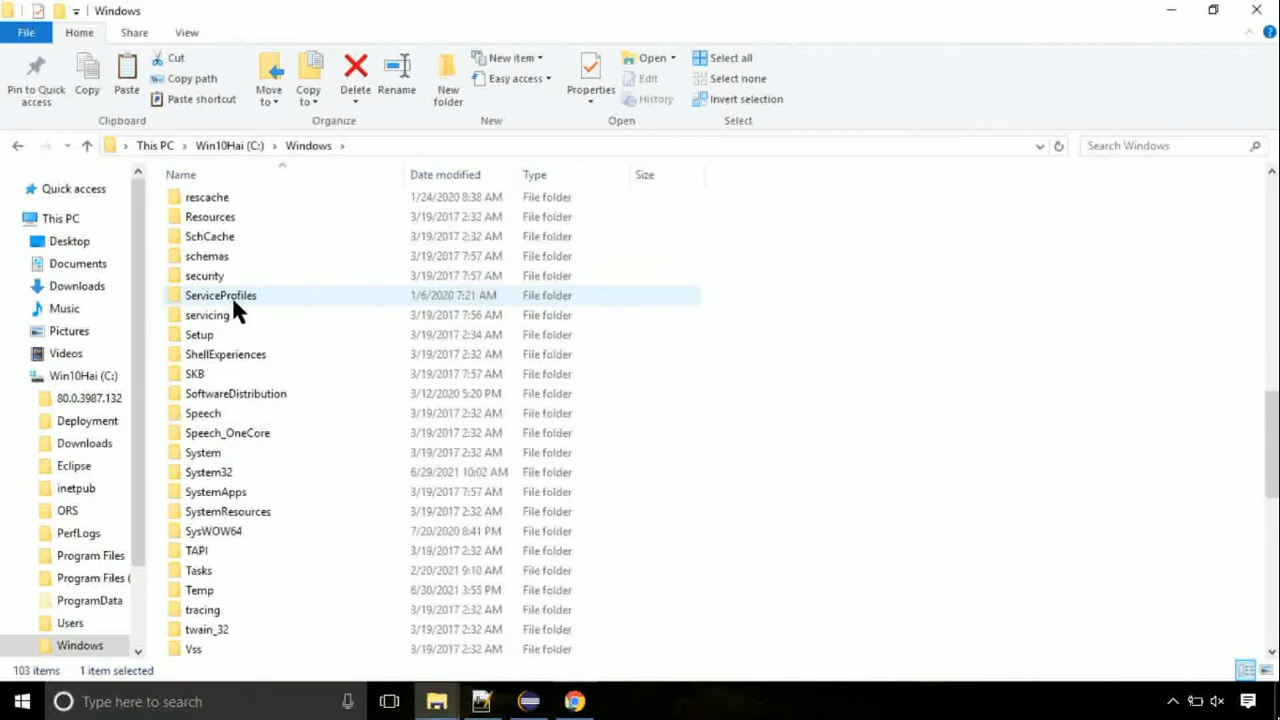 Windows
File Home Share View
Pin to Quick access
Copy
Paste
Cut
Copy path
Paste shortcut
Clipboard
Move to
Copy to
Delete
Rename
Organize
New folder
New item
Easy access
New
Properties
Open
Edit
History
Open
Select all
Select none
Invert selection
Select
This PC > Win10Hai (C:) > Windows >
Search Windows
Quick access
This PC
Desktop
Documents
Downloads
Music
Pictures
Videos
Win10Hai (C:)
80.0.3987.132
Deployment
Downloads
Eclipse
inetpub
ORS
PerfLogs
Program Files
Program Files (
ProgramData
Users
Windows
Name Date modified Type Size
rescache 1/24/2020 8:38 AM File folder
Resources 3/19/2017 2:32 AM File folder
SchCache 3/19/2017 2:32 AM File folder
schemas 3/19/2017 7:57 AM File folder
security 3/19/2017 7:57 AM File folder
ServiceProfiles 1/6/2020 7:21 AM File folder
servicing 3/19/2017 7:56 AM File folder
Setup 3/19/2017 2:34 AM File folder
ShellExperiences 3/19/2017 2:32 AM File folder
SKB 3/19/2017 7:57 AM File folder
SoftwareDistribution 3/12/2020 5:20 PM File folder
Speech 3/19/2017 2:32 AM File folder
Speech_OneCore 3/19/2017 2:32 AM File folder
System 3/19/2017 2:32 AM File folder
System32 6/29/2021 10:02 AM File folder
SystemApps 3/19/2017 7:57 AM File folder
SystemResources 3/19/2017 2:32 AM File folder
SysWOW64 7/20/2020 8:41 PM File folder
TAPI 3/19/2017 2:32 AM File folder
Tasks 2/20/2021 9:10 AM File folder
Temp 6/30/2021 3:55 PM File folder
tracing 3/19/2017 2:32 AM File folder
twain_32 3/19/2017 2:32 AM File folder
Vss 3/19/2017 2:32 AM File folder
103 items 1 item selected
Type here to search